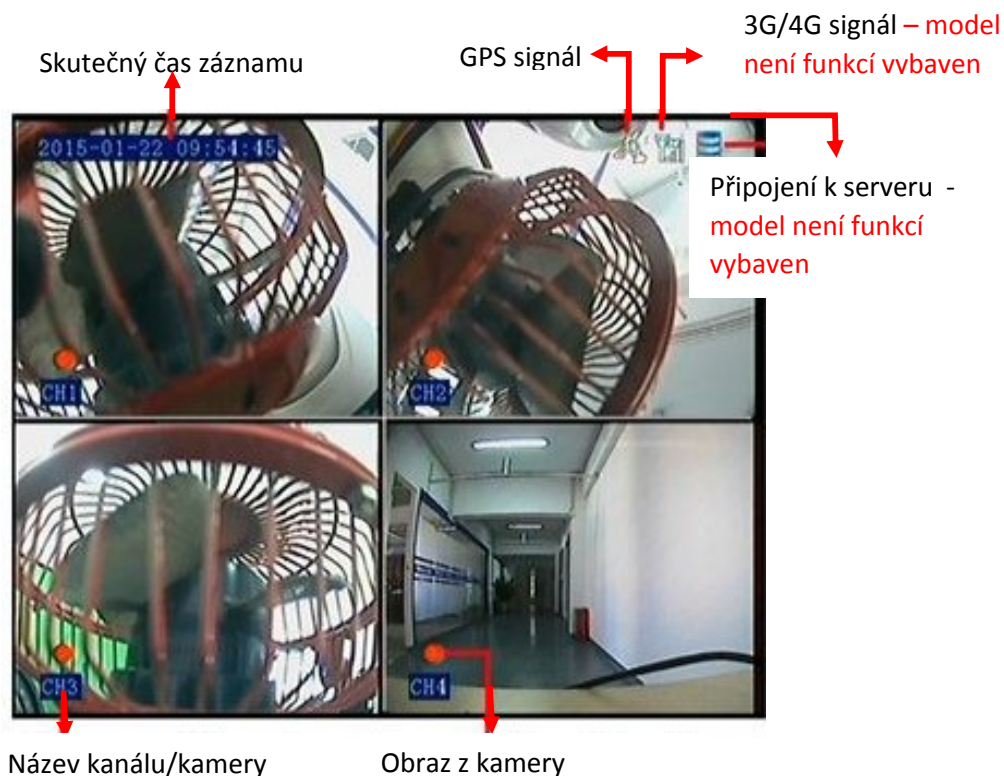 3G/4G signál – model
není funkcí vybaven
GPS signál
Skutečný čas záznamu
2015-01-22 09:54:45
Připojení k serveru -
model není funkcí
vybaven
CH1
CH2
CH3
CH4
Název kanálu/kamery
Obraz z kamery